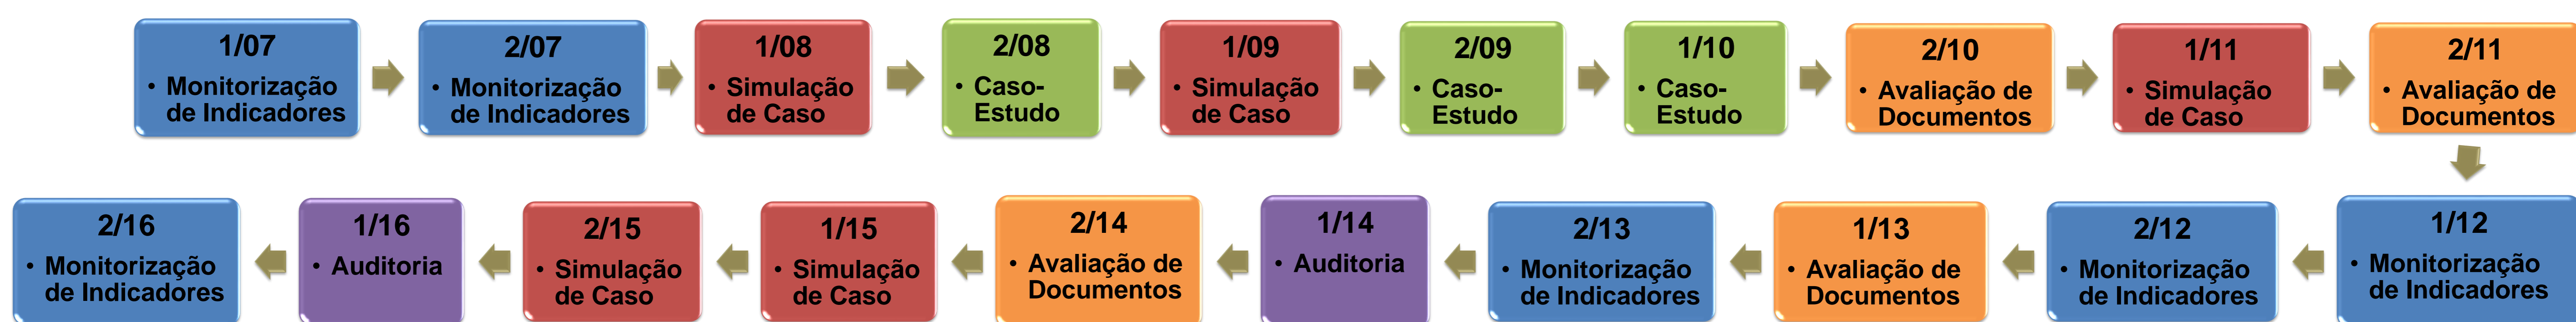 1/07
• Monitorização
de Indicadores
2/07
• Monitorização
de Indicadores
1/08
• Simulação
de Caso
2/08
• Caso-
Estudo
1/09
• Simulação
de Caso
2/09
• Caso-
Estudo
1/10
• Caso-
Estudo
2/10
• Avaliação de
Documentos
1/11
• Simulação
de Caso
2/11
• Avaliação de
Documentos
1/12
• Monitorização
de Indicadores
2/12
• Monitorização
de Indicadores
1/13
• Avaliação de
Documentos
2/13
• Monitorização
de Indicadores
1/14
• Auditoria
2/14
• Avaliação de
Documentos
1/15
• Simulação
de Caso
2/15
• Simulação
de Caso
1/16
• Auditoria
2/16
• Monitorização
de Indicadores